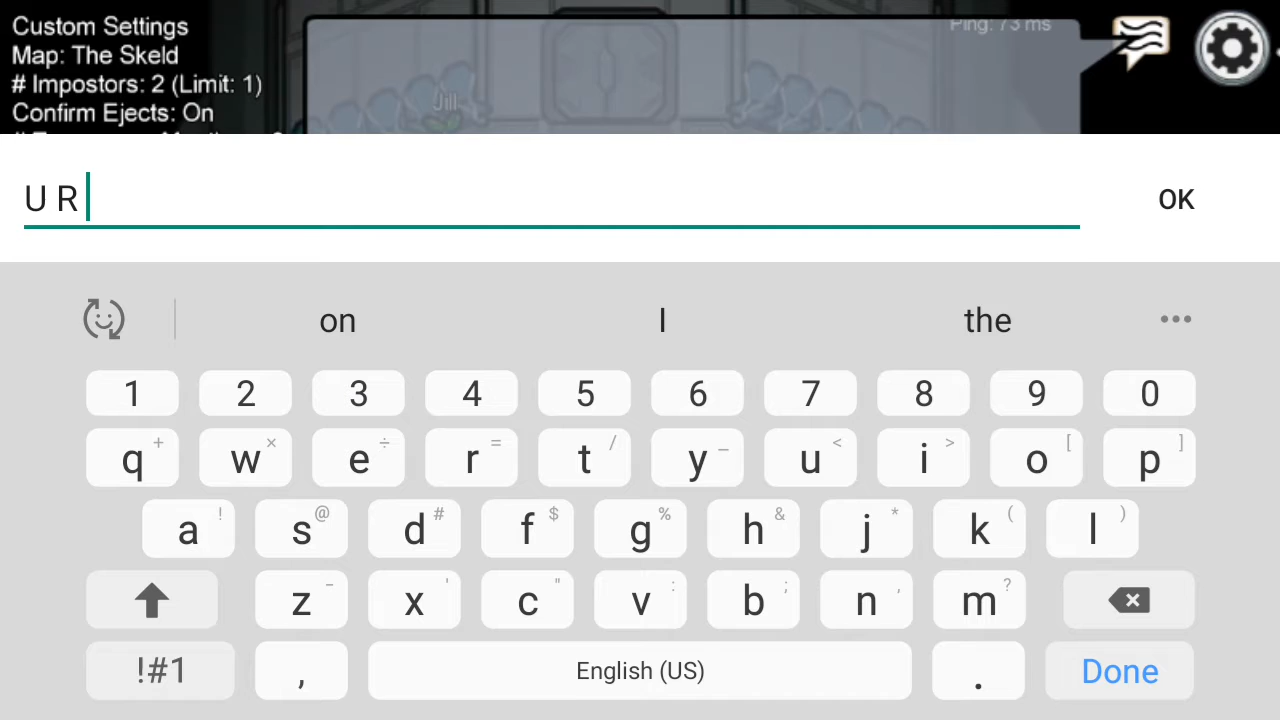 Custom Settings
Map: The Skeld
# Impostors: 2 (Limit: 1)
Confirm Ejects: On
Ping: 73 ms
Jill
U R
OK
on I the
1 2 3 4 5 6 7 8 9 0
q + w × e ÷ r = t / y _ u < i > o [ p ]
a ! s @ d # f $ g % h & j * k ( l )
z - x ' c " v : b ; n , m ?
!#1 , English (US) . Done